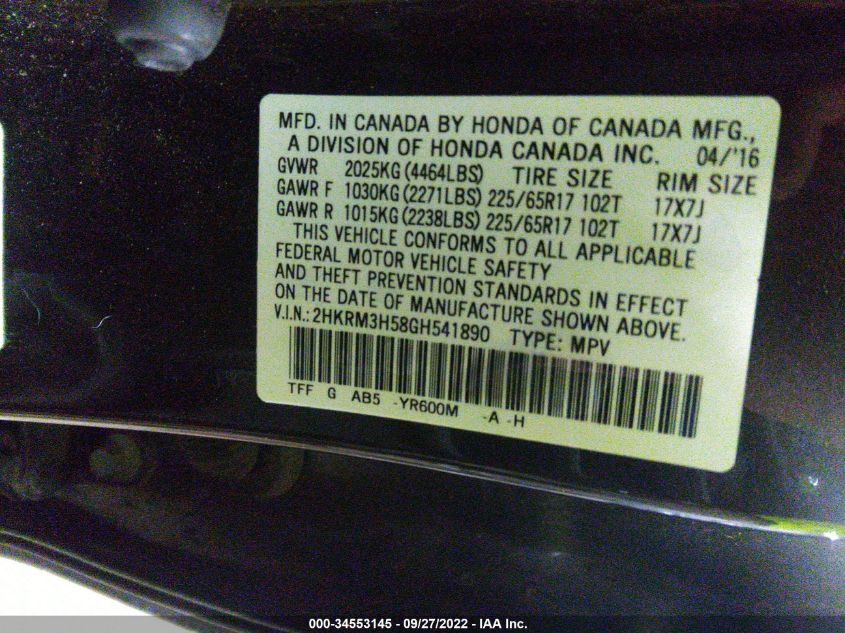 MFD. IN CANADA BY HONDA OF CANADA MFG.,
A DIVISION OF HONDA CANADA INC. 04/'16
GVWR 2025KG(4464LBS) TIRE SIZE RIM SIZE
GAWR F 1030KG(2271LBS) 225/65R17 102T 17X7J
GAWR R 1015KG(2238LBS) 225/65R17 102T 17X7J
THIS VEHICLE CONFORMS TO ALL APPLICABLE
FEDERAL MOTOR VEHICLE SAFETY
AND THEFT PREVENTION STANDARDS IN EFFECT
ON THE DATE OF MANUFACTURE SHOWN ABOVE.
V.I.N.: 2HKRM3H58GH541890 TYPE: MPV
TFF G AB5 -YR600M -A -H
000-34553145 - 09/27/2022 - IAA Inc.